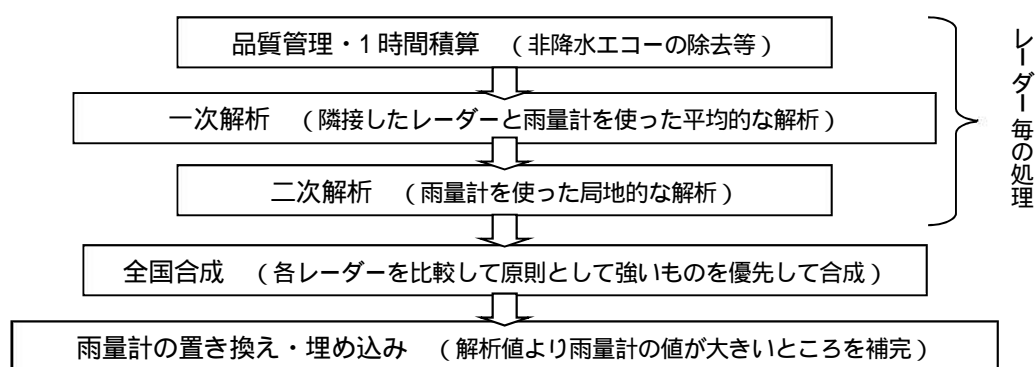 品質管理・1時間積算 （非降水エコーの除去等）
一次解析 （隣接したレーダーと雨量計を使った平均的な解析）
二次解析 （雨量計を使った局地的な解析）
レーダー毎の処理
全国合成 （各レーダーを比較して原則として強いものを優先して合成）
雨量計の置き換え・埋め込み （解析値より雨量計の値が大きいところを補完）